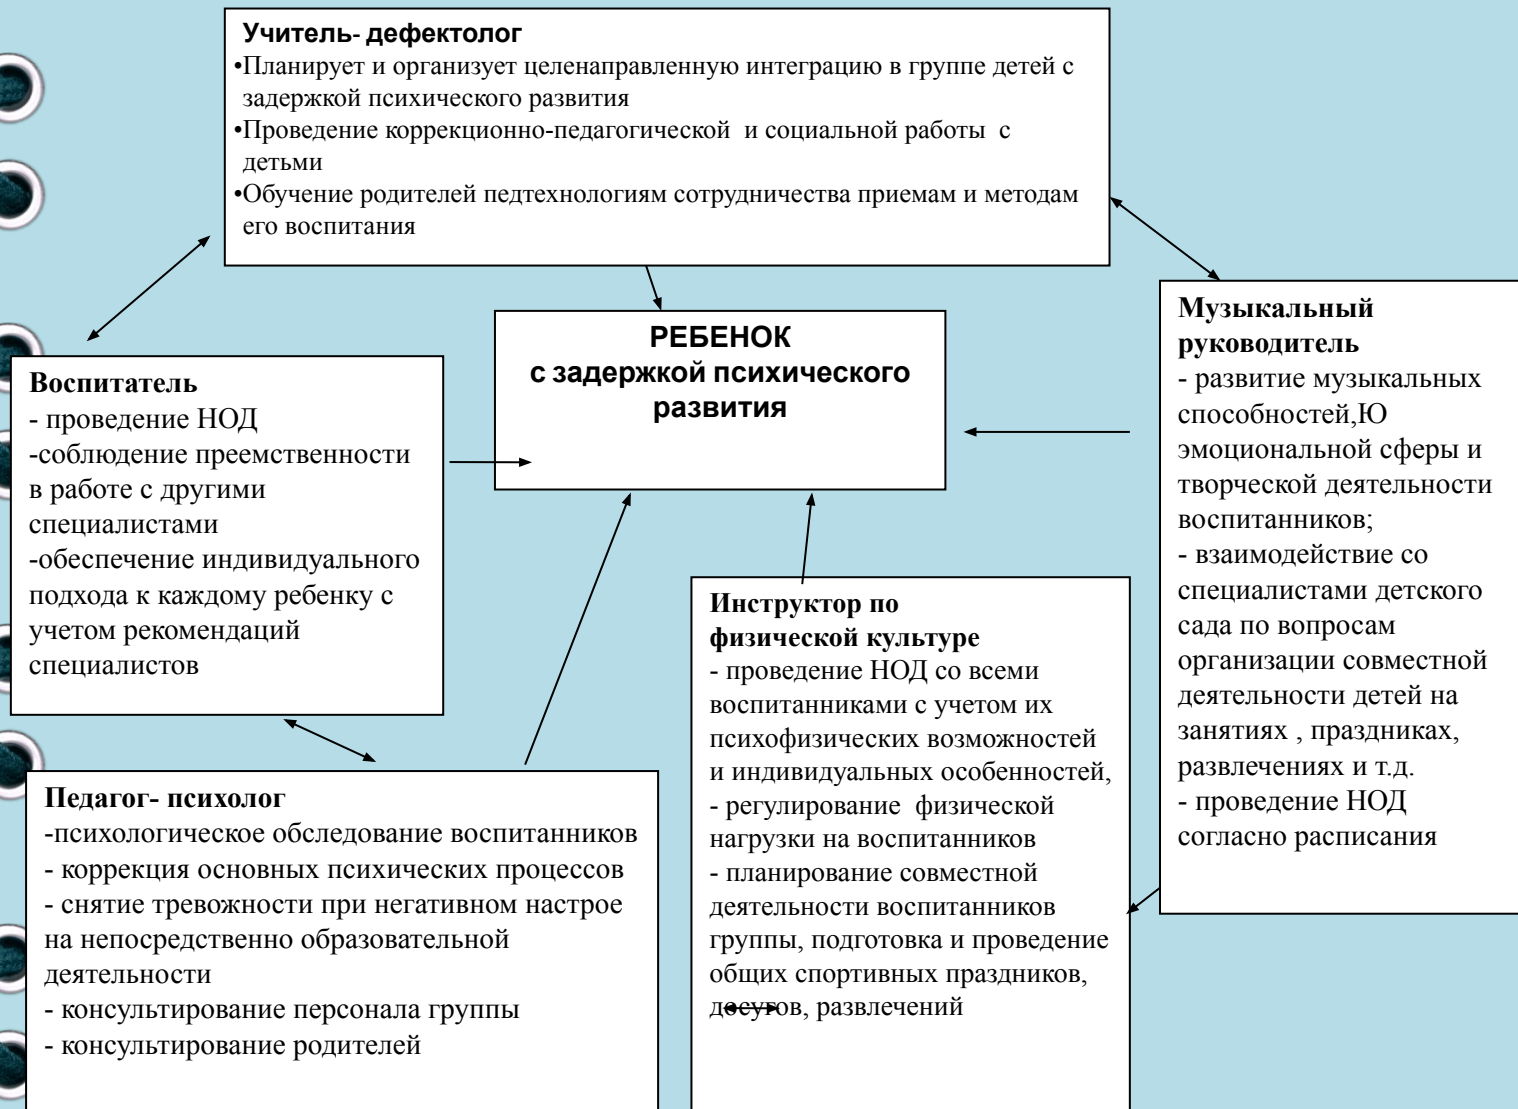 Учитель- дефектолог
•Планирует и организует целенаправленную интеграцию в группе детей с
задержкой психического развития
•Проведение коррекционно-педагогической  и социальной работы  с
детьми
•Обучение родителей педтехнологиям сотрудничества приемам и методам
его воспитания
РЕБЕНОК
с задержкой психического
развития
Воспитатель
- проведение НОД
-соблюдение преемственности
в работе с другими
специалистами
-обеспечение индивидуального
подхода к каждому ребенку с
учетом рекомендаций
специалистов
Музыкальный
руководитель
- развитие музыкальных
способностей,Ю
эмоциональной сферы и
творческой деятельности
воспитанников;
- взаимодействие со
специалистами детского
сада по вопросам
организации совместной
деятельности детей на
занятиях , праздниках,
развлечениях и т.д.
- проведение НОД
согласно расписания
Педагог- психолог
-психологическое обследование воспитанников
- коррекция основных психических процессов
- снятие тревожности при негативном настрое
на непосредственно образовательной
деятельности
- консультирование персонала группы
- консультирование родителей
Инструктор по
физической культуре
- проведение НОД со всеми
воспитанниками с учетом их
психофизических возможностей
и индивидуальных особенностей,
- регулирование  физической
нагрузки на воспитанников
- планирование совместной
деятельности воспитанников
группы, подготовка и проведение
общих спортивных праздников,
досугов, развлечений